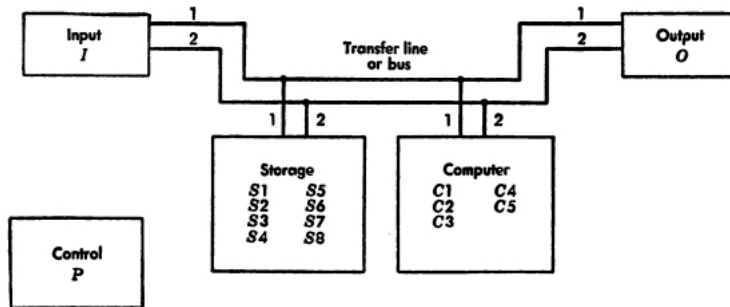 1
1
Input
I
2
Transfer line
or bus
2
Output
O
1
2
1
2
Storage
S1 S5
S2 S6
S3 S7
S4 S8
Computer
C1 C4
C2 C5
C3
Control
P